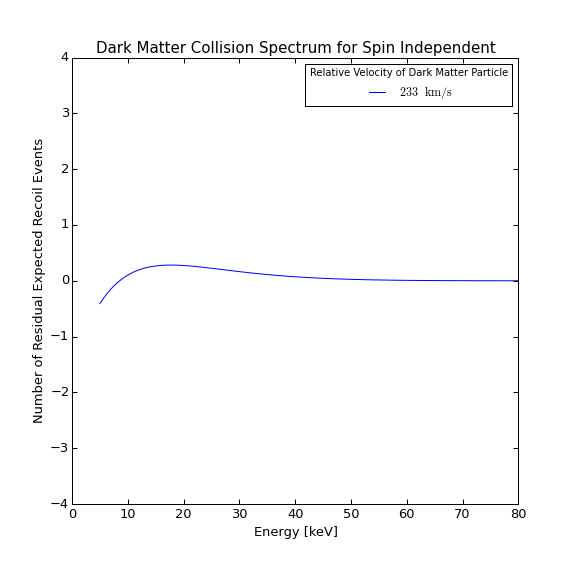 Dark Matter Collision Spectrum for Spin Independent
Relative Velocity of Dark Matter Particle
233 km/s
Number of Residual Expected Recoil Events
4
3
2
1
0
−1
−2
−3
−4
0 10 20 30 40 50 60 70 80
Energy [keV]